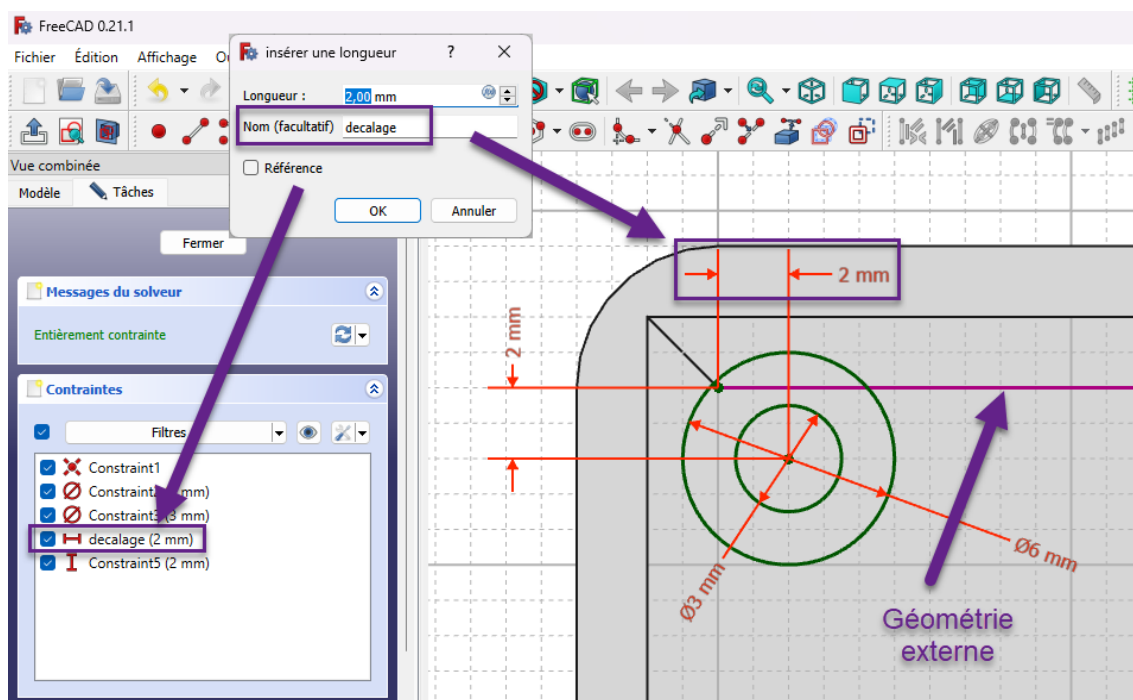 FreeCAD 0.21.1
Fichier Édition Affichage
insérer une longueur ? ×
Longueur : 2,00 mm
Nom (facultatif) decalage
Référence
OK Annuler
Vue combinée
Modèle Tâches
Fermer
Messages du solveur
Entièrement contrainte
Contraintes
Filtres
Constraint1
mm)
(3 mm)
decalage (2 mm)
Constraint5 (2 mm)
2 mm
2 mm
Ø6 mm
Ø3 mm
Géométrie
externe